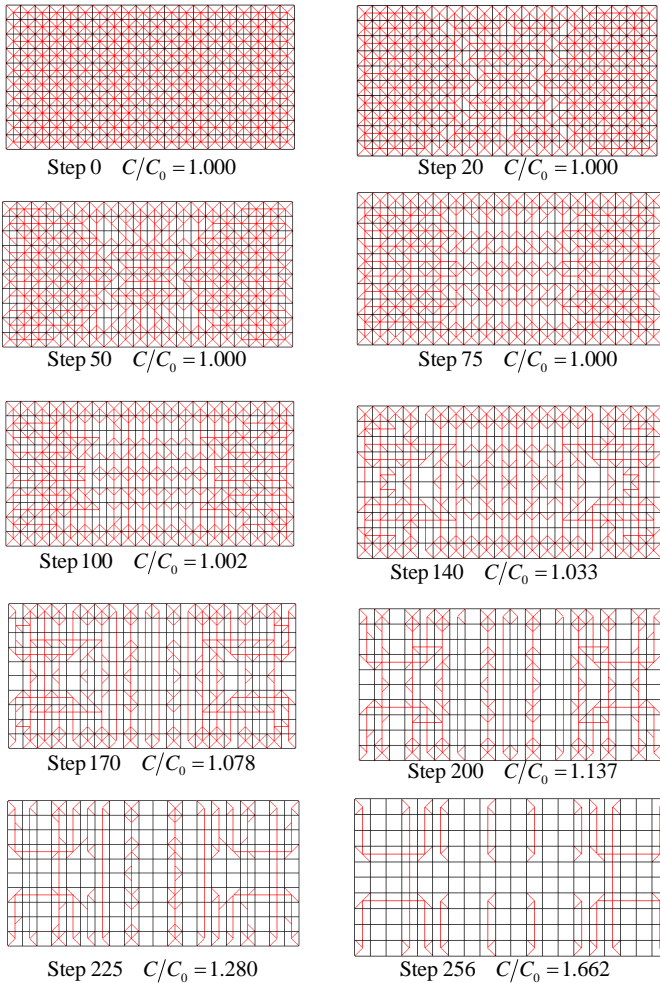 Step 0 C/C₀ = 1.000
Step 20 C/C₀ = 1.000
Step 50 C/C₀ = 1.000
Step 75 C/C₀ = 1.000
Step 100 C/C₀ = 1.002
Step 140 C/C₀ = 1.033
Step 170 C/C₀ = 1.078
Step 200 C/C₀ = 1.137
Step 225 C/C₀ = 1.280
Step 256 C/C₀ = 1.662